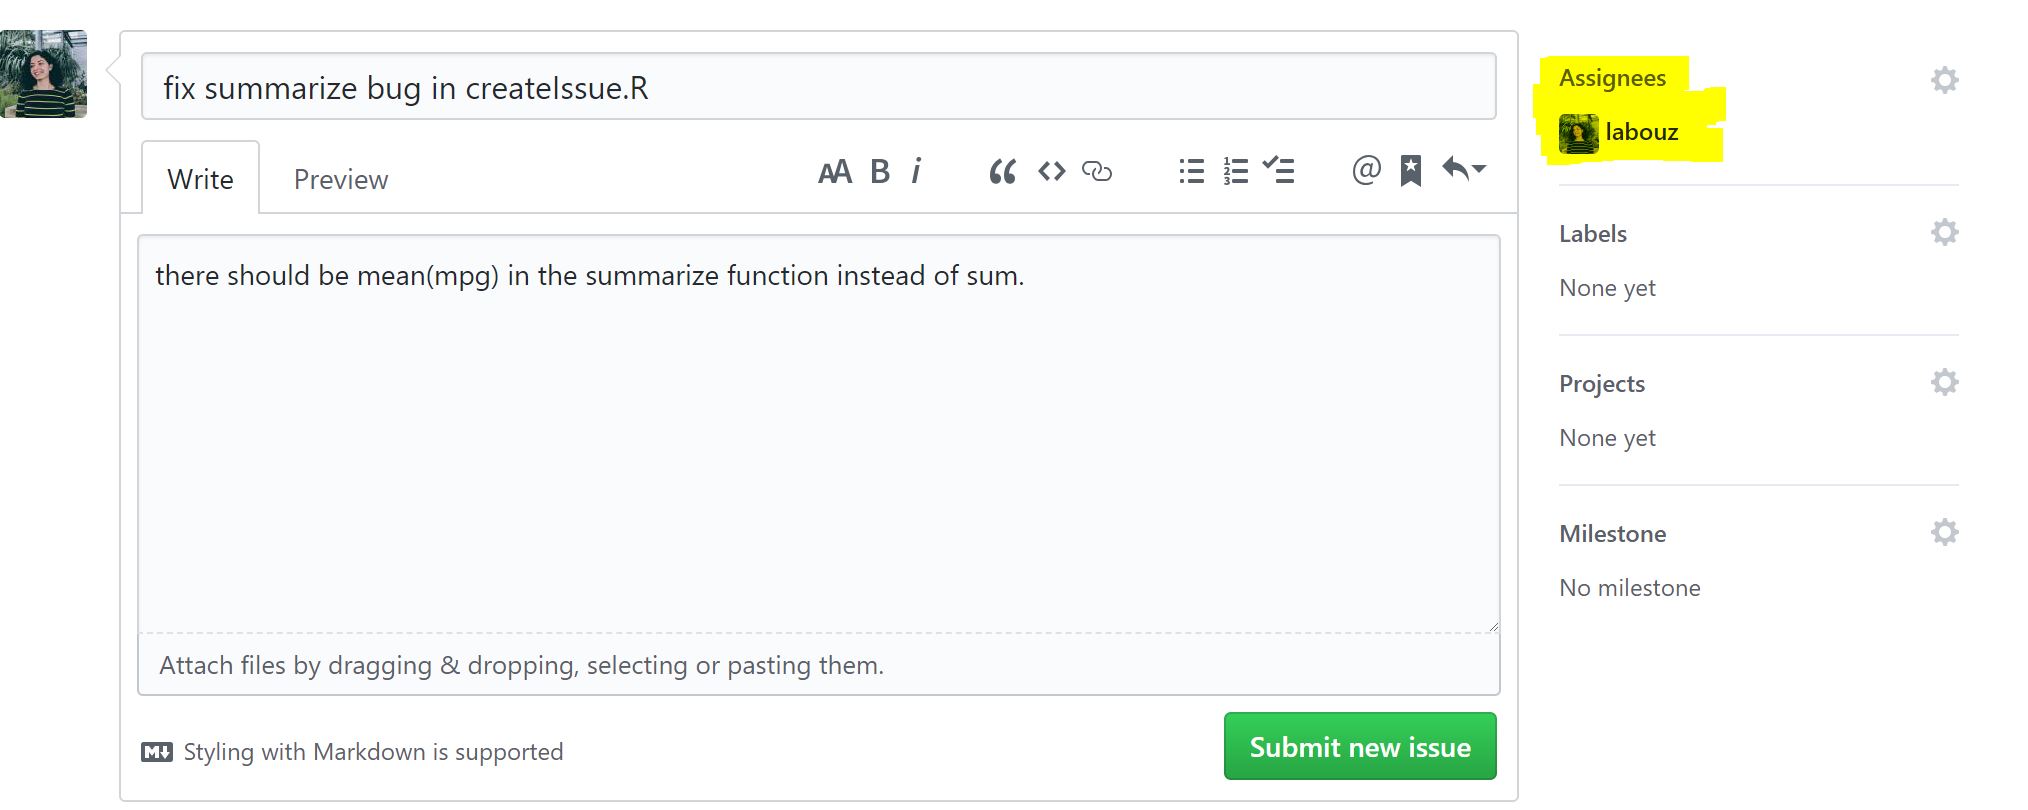 fix summarize bug in createIssue.R
Assignees
labouz
Write Preview AA B i @
there should be mean(mpg) in the summarize function instead of sum.
Labels
None yet
Projects
None yet
Milestone
No milestone
Attach files by dragging & dropping, selecting or pasting them.
M Styling with Markdown is supported
Submit new issue